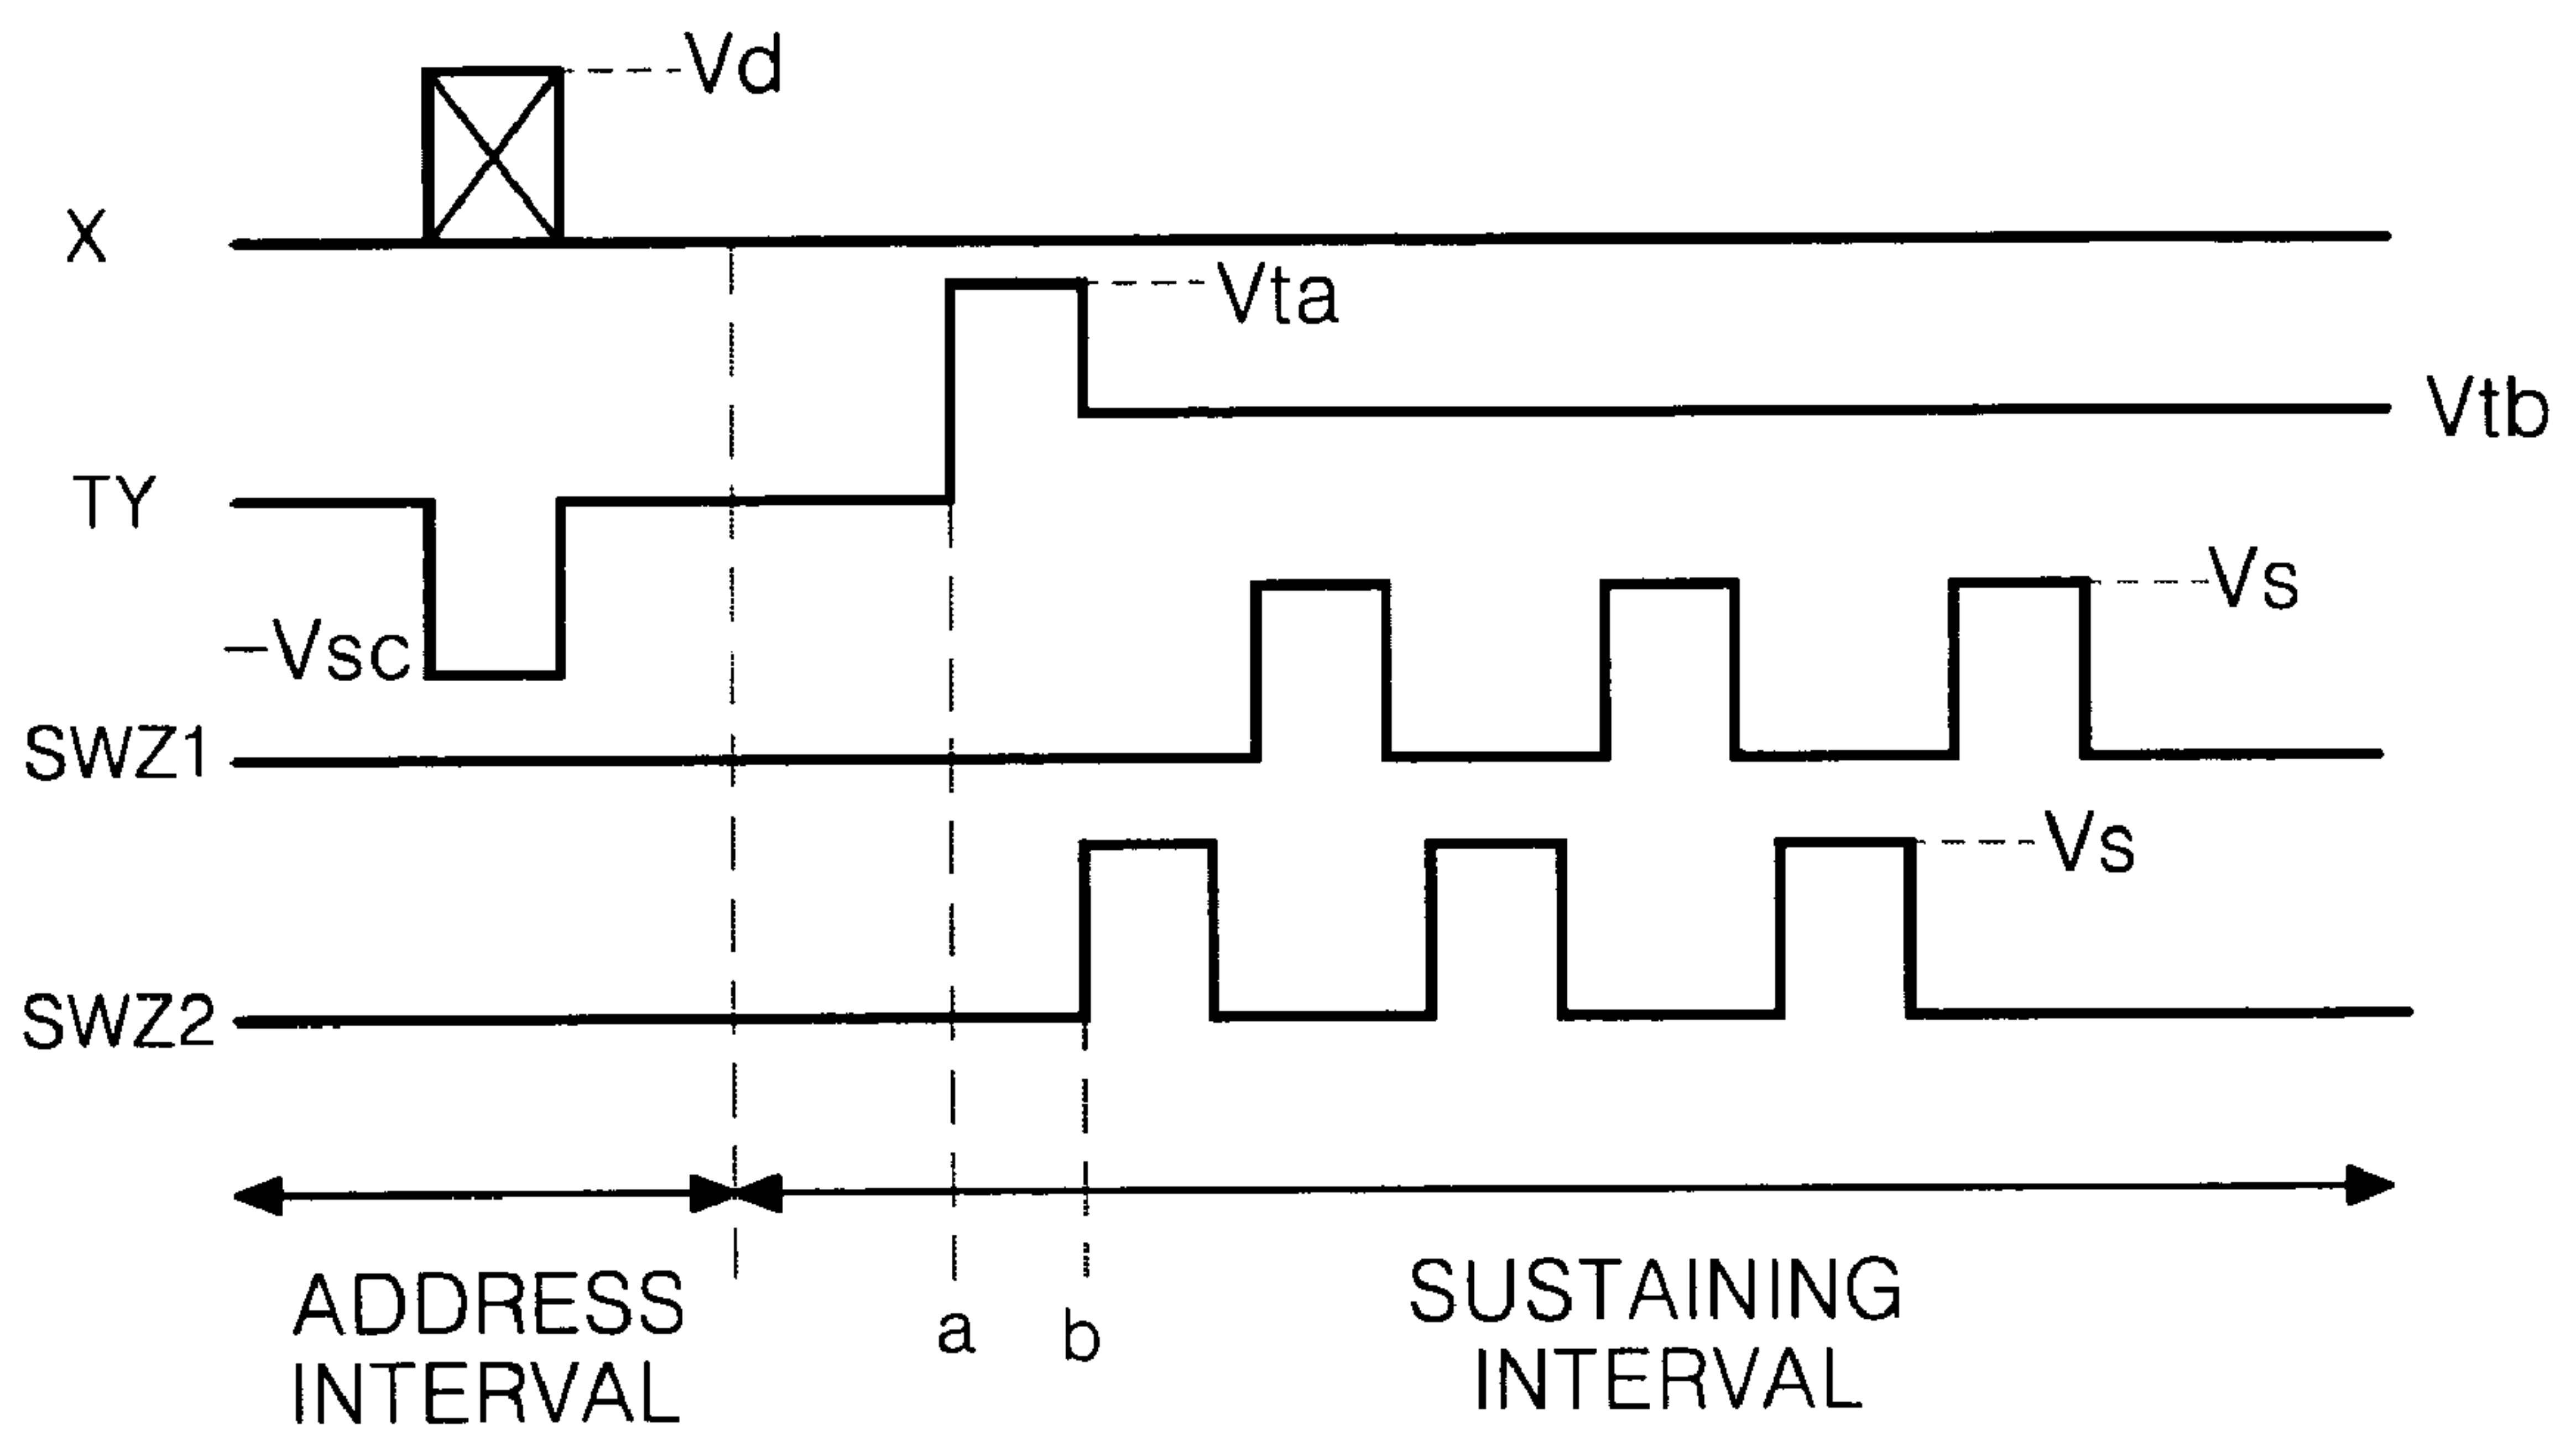 Vd
X
Vta
Vtb
TY
Vs
-Vsc
SWZ1
Vs
SWZ2
ADDRESS
INTERVAL
a
b
SUSTAINING
INTERVAL